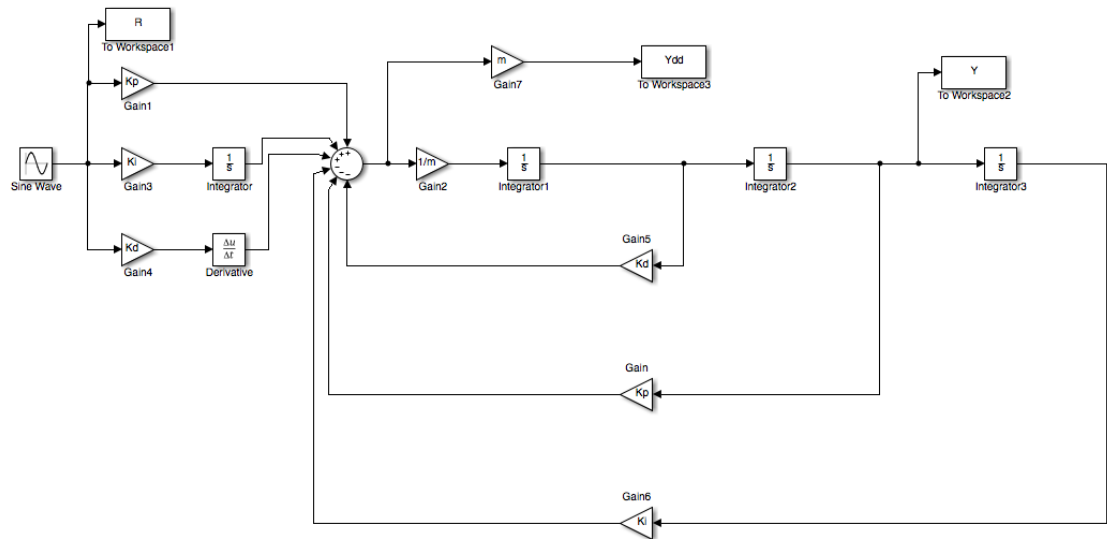 R
To Workspace1
Kp
Gain1
m
Gain7
Ydd
To Workspace3
Y
To Workspace2
Sine Wave
Ki
Gain3
1
s
Integrator
+
+
+
-
-
-
1/m
Gain2
1
s
Integrator1
1
s
Integrator2
1
s
Integrator3
Kd
Gain4
Δu
Δt
Derivative
Gain5
Kd
Gain
Kp
Gain6
Ki